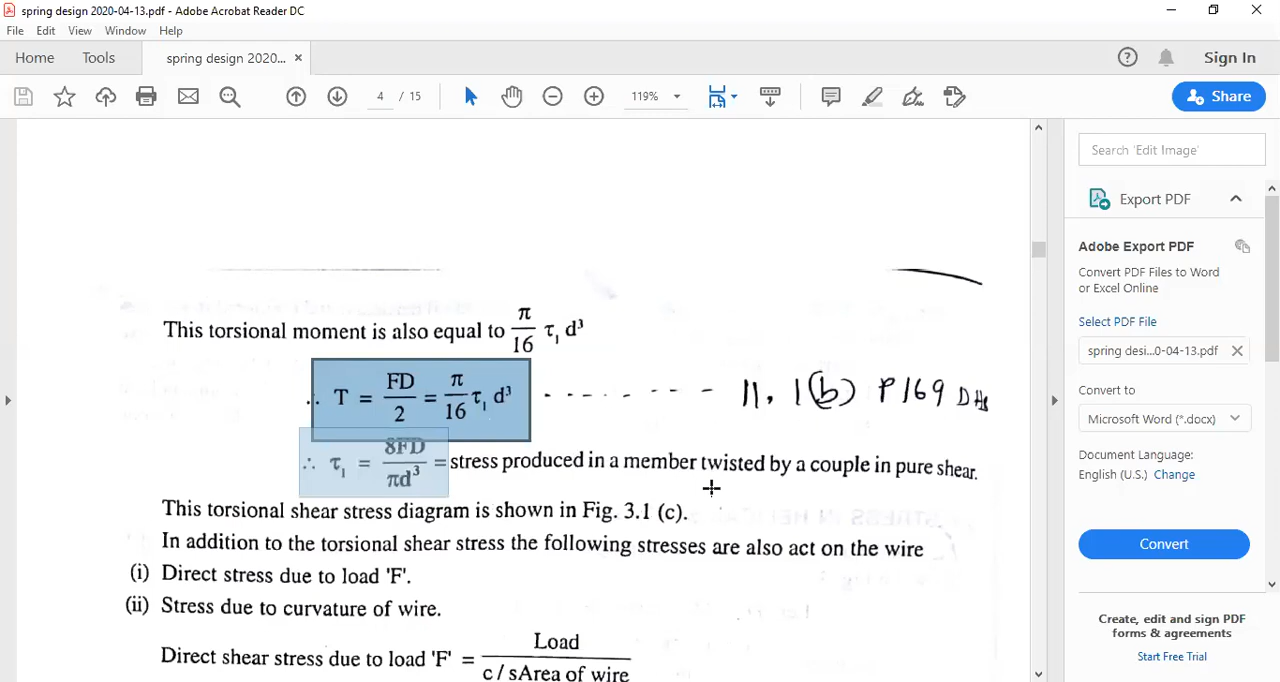 spring design 2020-04-13.pdf - Adobe Acrobat Reader DC
File Edit View Window Help
Home Tools spring design 2020... × Sign In
4 / 15 119% Share
Search 'Edit Image'
Export PDF
Adobe Export PDF
Convert PDF Files to Word
or Excel Online
Select PDF File
spring desi...0-04-13.pdf
Convert to
Microsoft Word (*.docx)
Document Language:
English (U.S.) Change
Convert
Create, edit and sign PDF
forms & agreements
Start Free Trial
This torsional moment is also equal to π/16 τ₁ d³
∴ T = FD/2 = π/16 τ₁ d³ - - - - - - - - 11.1(b) P169 DHB
∴ τ₁ = 8FD/πd³ = stress produced in a member twisted by a couple in pure shear.
This torsional shear stress diagram is shown in Fig. 3.1 (c).
In addition to the torsional shear stress the following stresses are also act on the wire
(i) Direct stress due to load 'F'.
(ii) Stress due to curvature of wire.
Direct shear stress due to load 'F' = Load / c/sArea of wire